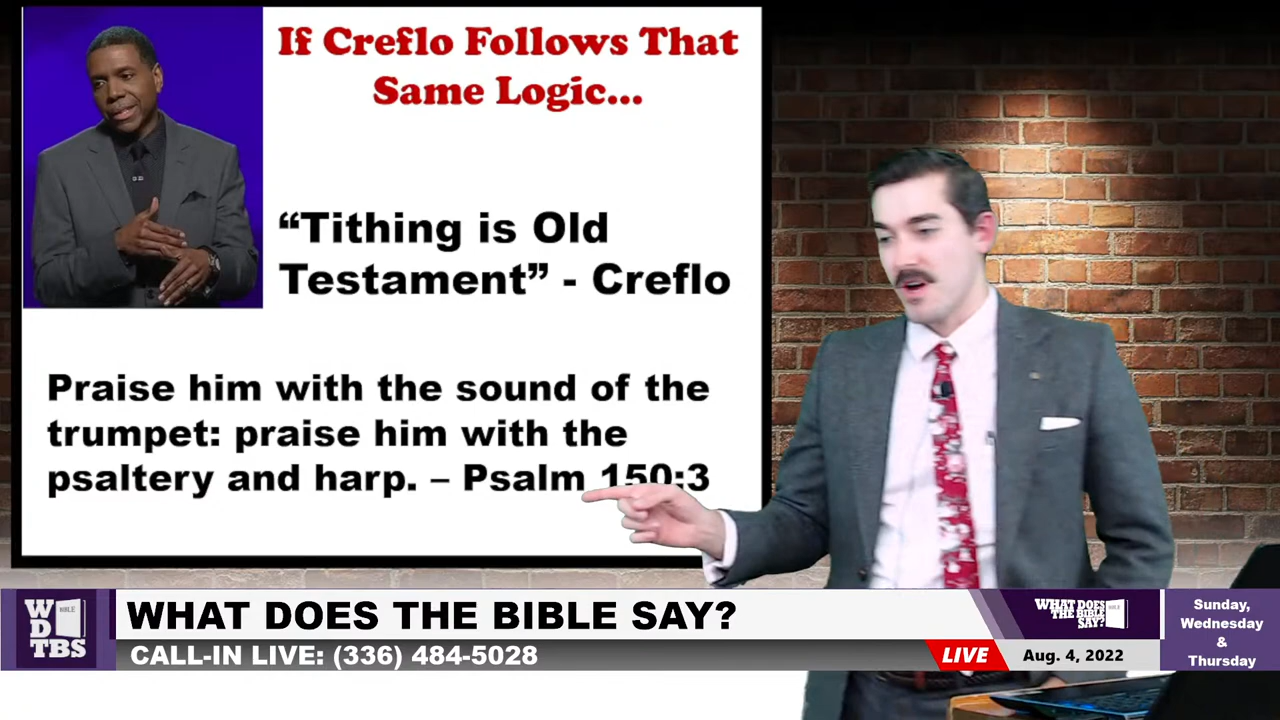 If Creflo Follows That
Same Logic...
“Tithing is Old
Testament” - Creflo
Praise him with the sound of the
trumpet: praise him with the
psaltery and harp. – Psalm 150:3
W BIBLE
D
TBS
WHAT DOES THE BIBLE SAY?
CALL-IN LIVE: (336) 484-5028
WHAT DOES
THE BIBLE
SAY?
LIVE
Aug. 4, 2022
Sunday,
Wednesday
&
Thursday